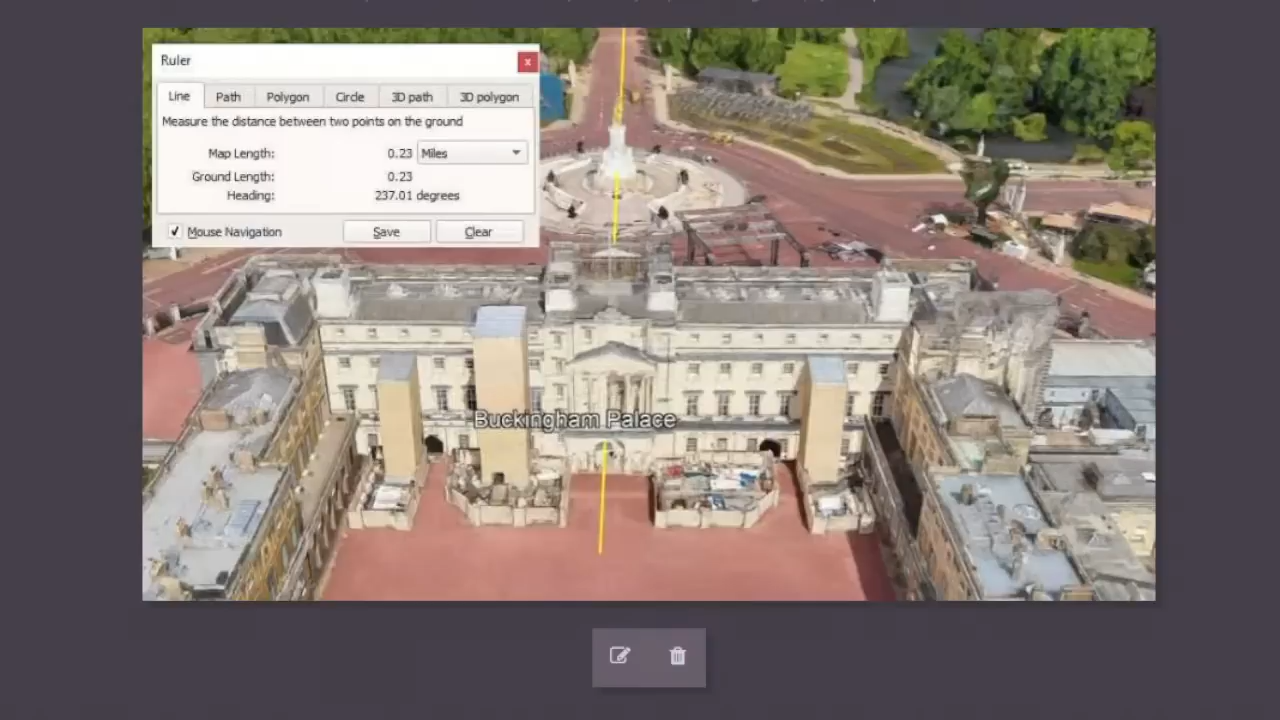 Ruler
x
Line Path Polygon Circle 3D path 3D polygon
Measure the distance between two points on the ground
Map Length: 0.23 Miles
Ground Length: 0.23
Heading: 237.01 degrees
Mouse Navigation Save Clear
Buckingham Palace